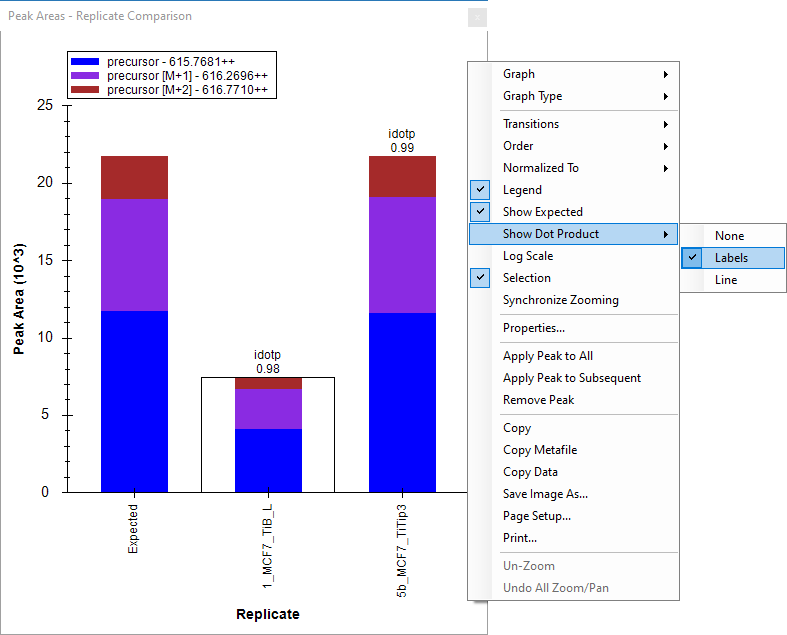 Peak Areas - Replicate Comparison
x
precursor - 615.7681++
precursor [M+1] - 616.2696++
precursor [M+2] - 616.7710++
25
20
15
10
5
0
Peak Area (10^3)
idotp
0.98
idotp
0.99
Expected
1_MCF7_TiB_L
5b_MCF7_TiTip3
Replicate
Graph
Graph Type
Transitions
Order
Normalized To
Legend
Show Expected
Show Dot Product
Log Scale
Selection
Synchronize Zooming
Properties...
Apply Peak to All
Apply Peak to Subsequent
Remove Peak
Copy
Copy Metafile
Copy Data
Save Image As...
Page Setup...
Print...
Un-Zoom
Undo All Zoom/Pan
None
Labels
Line